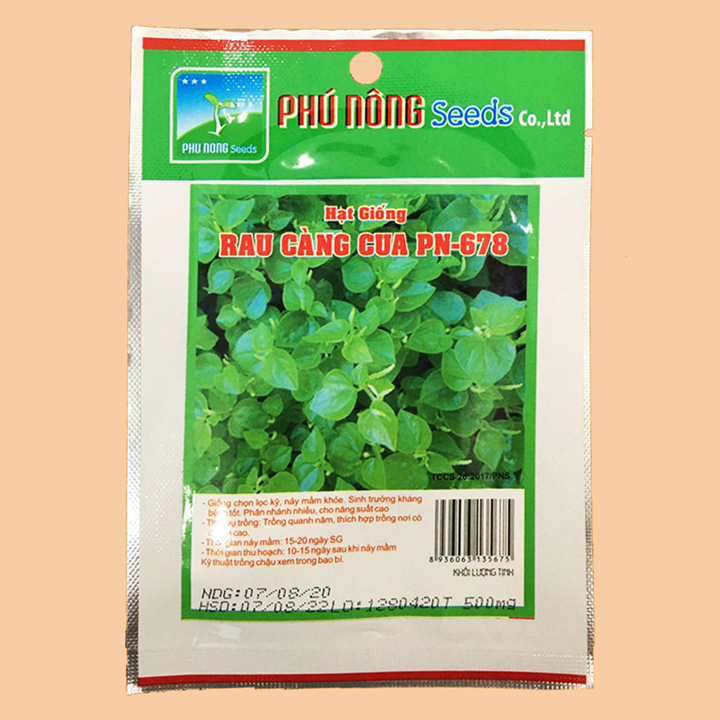 PHÚ NÔNG Seeds Co.,Ltd
PHU NONG Seeds
Hạt Giống
RAU CÀNG CUA PN-678
TCCS 26:2017/PNS
- Giống chọn lọc kỹ, nảy mầm khỏe. Sinh trưởng kháng
bệnh tốt. Phân nhánh nhiều, cho năng suất cao
- Thời vụ trồng: Trồng quanh năm, thích hợp trồng nơi có
cao.
- Thời gian nảy mầm: 15-20 ngày SG
- Thời gian thu hoạch: 10-15 ngày sau khi nảy mầm
Kỹ thuật trồng chậu xem trong bao bì.
8 936063 135675
KHỐI LƯỢNG TỊNH
NDG:07/08/20
HSD:07/08/22LO:1390420T 500mg